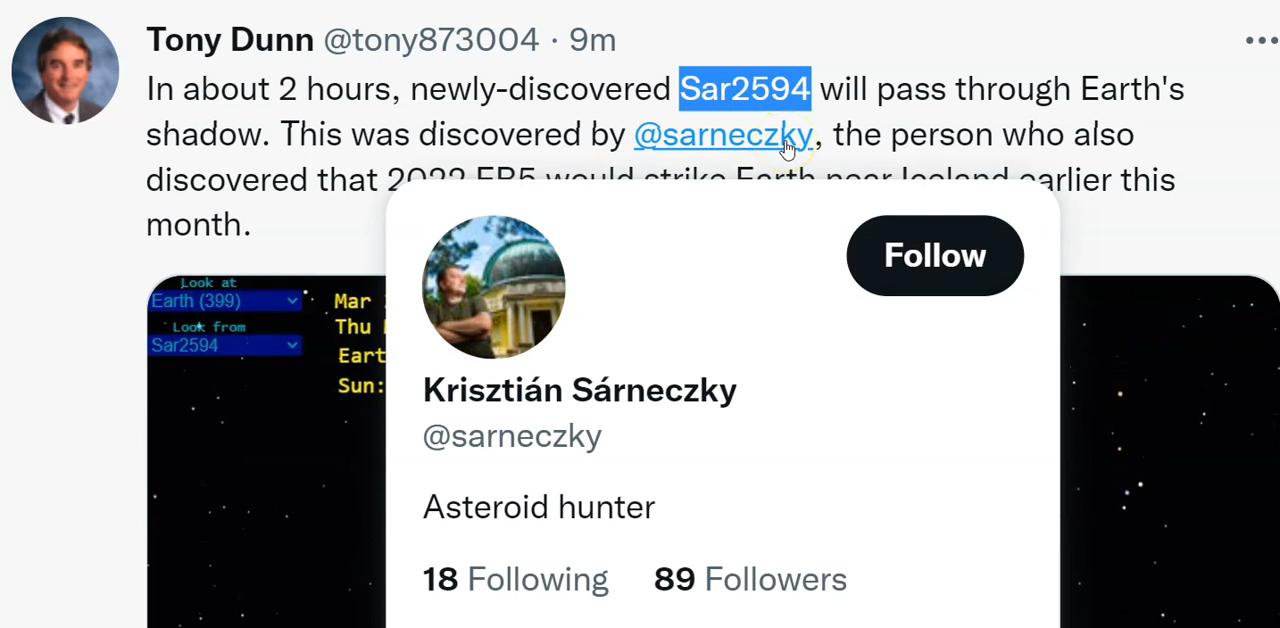 Tony Dunn @tony873004 · 9m
In about 2 hours, newly-discovered Sar2594 will pass through Earth's
shadow. This was discovered by @sarneczky, the person who also
discovered that 2022 EB5 would strike Earth near Iceland earlier this
month.
Look at
Earth (399)
Mar
Look from
Thu
Sar2594
Eart
Sun:
Follow
Krisztián Sárneczky
@sarneczky
Asteroid hunter
18 Following 89 Followers